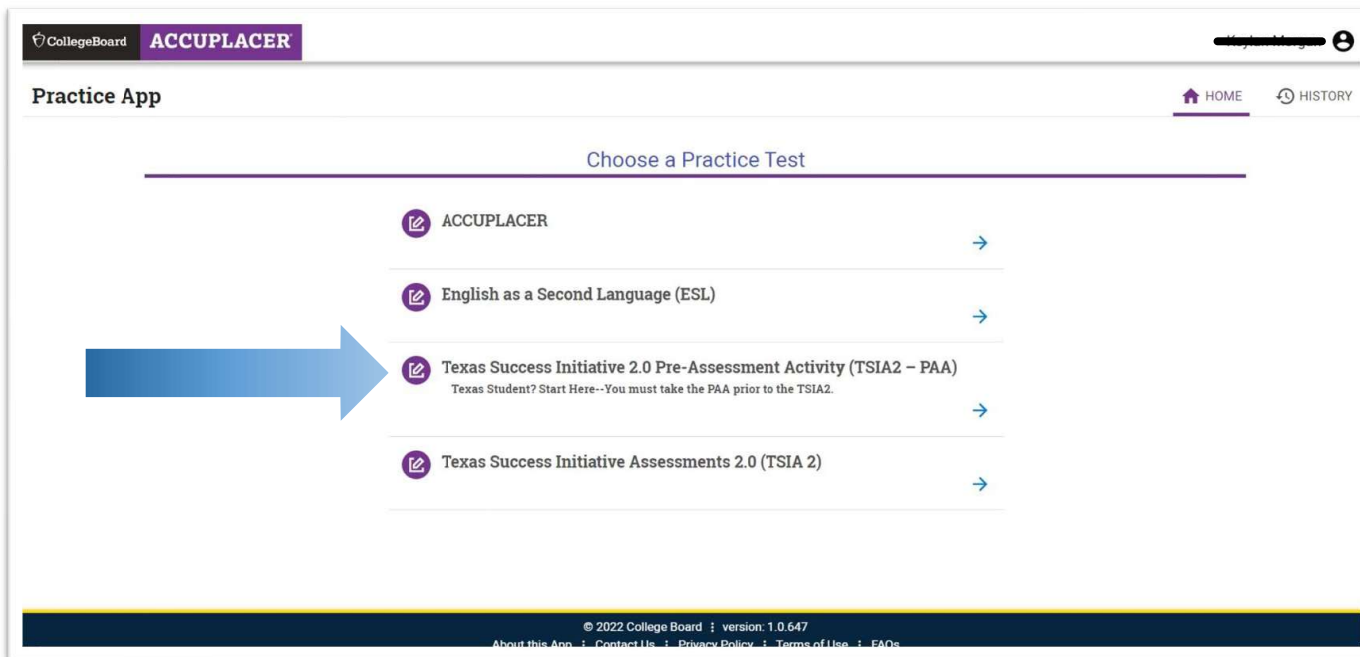 CollegeBoard ACCUPLACER
Practice App
HOME HISTORY
Choose a Practice Test
ACCUPLACER
English as a Second Language (ESL)
Texas Success Initiative 2.0 Pre-Assessment Activity (TSIA2 – PAA)
Texas Student? Start Here--You must take the PAA prior to the TSIA2.
Texas Success Initiative Assessments 2.0 (TSIA 2)
© 2022 College Board ⋮ version: 1.0.647
About this App ⋮ Contact Us ⋮ Privacy Policy ⋮ Terms of Use ⋮ FAQs